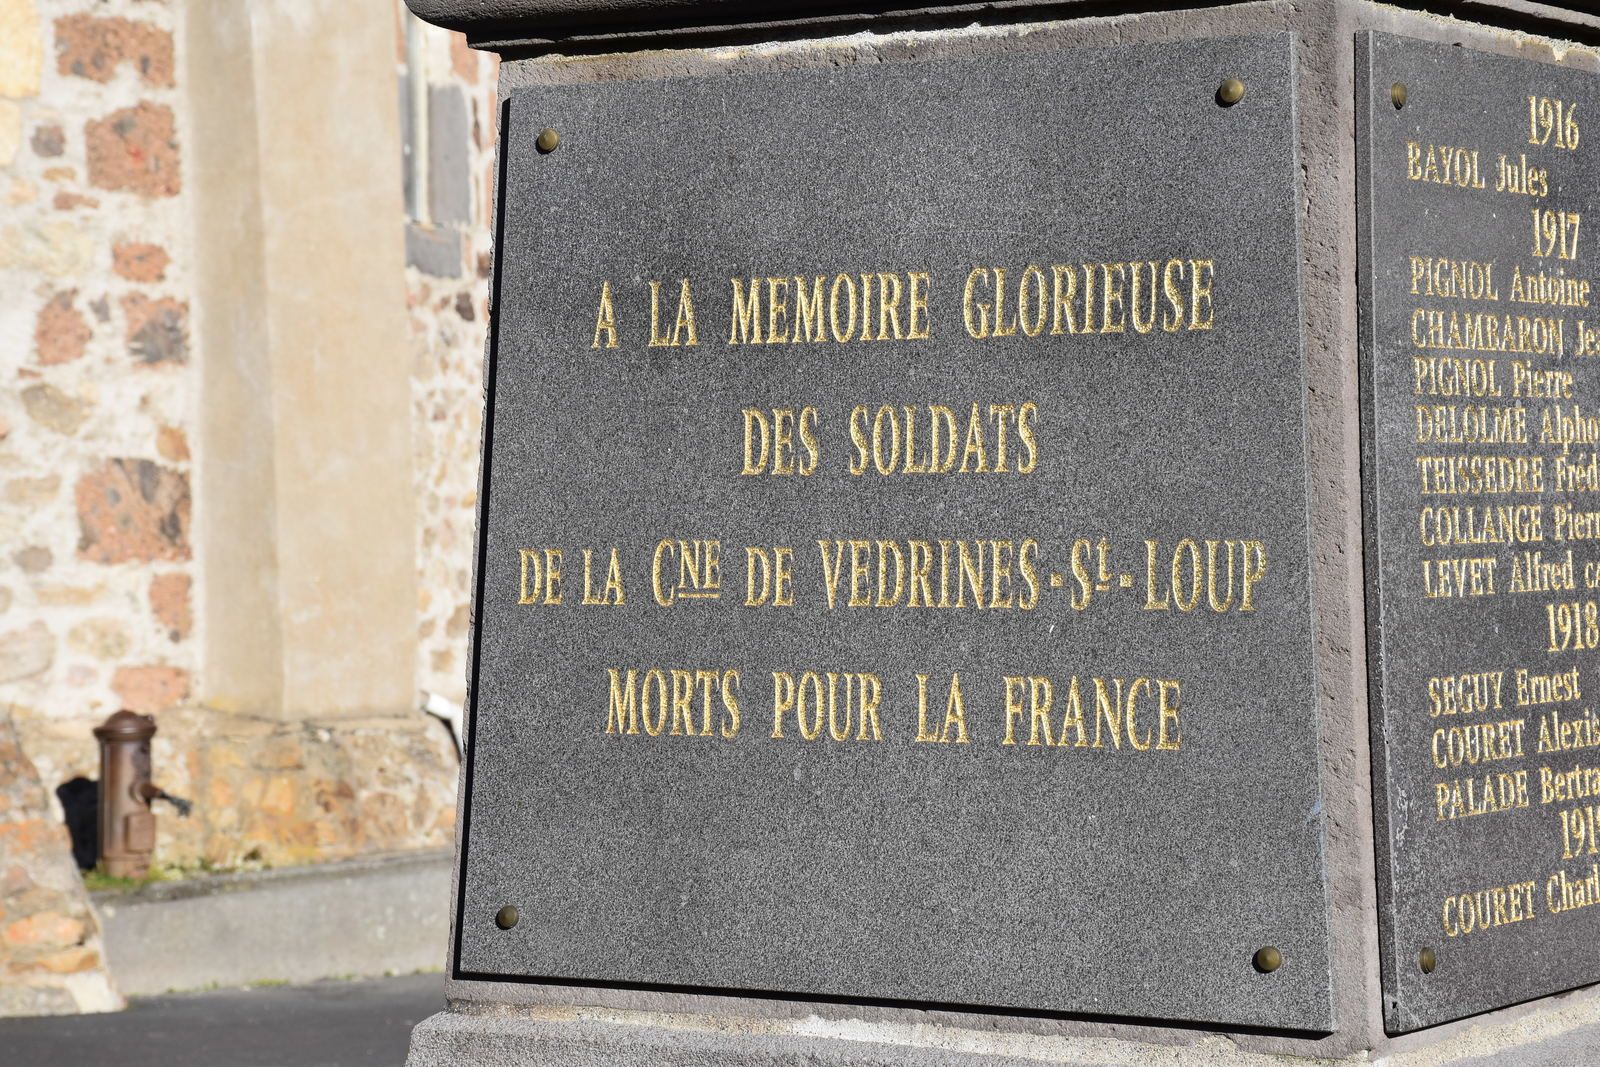 A LA MEMOIRE GLORIEUSE
DES SOLDATS
DE LA CNE DE VEDRINES-St-LOUP
MORTS POUR LA FRANCE
1916
BAYOL Jules
1917
PIGNOL Antoine
CHAMBARON
PIGNOL Pierre
DELOLME
TEISSEDRE
COLLANGE
LEVET Alfred
1918
SEGUY Ernest
COURET
PALADE
COURET